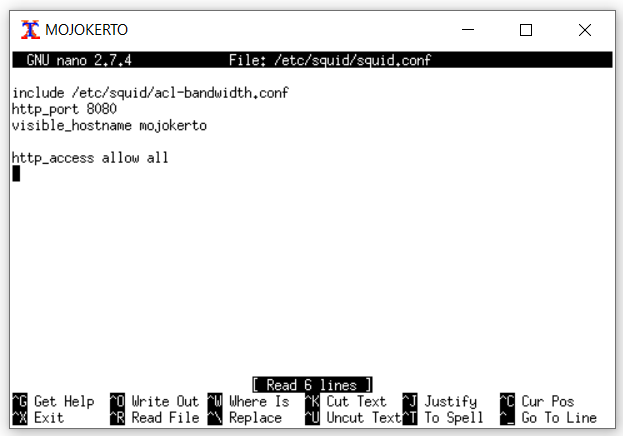 MOJOKERTO
GNU nano 2.7.4 File: /etc/squid/squid.conf
include /etc/squid/acl-bandwidth.conf
http_port 8080
visible_hostname mojokerto
http_access allow all
[ Read 6 lines ]
^G Get Help ^O Write Out ^W Where Is ^K Cut Text ^J Justify ^C Cur Pos
^X Exit ^R Read File ^\ Replace ^U Uncut Text ^T To Spell ^_ Go To Line